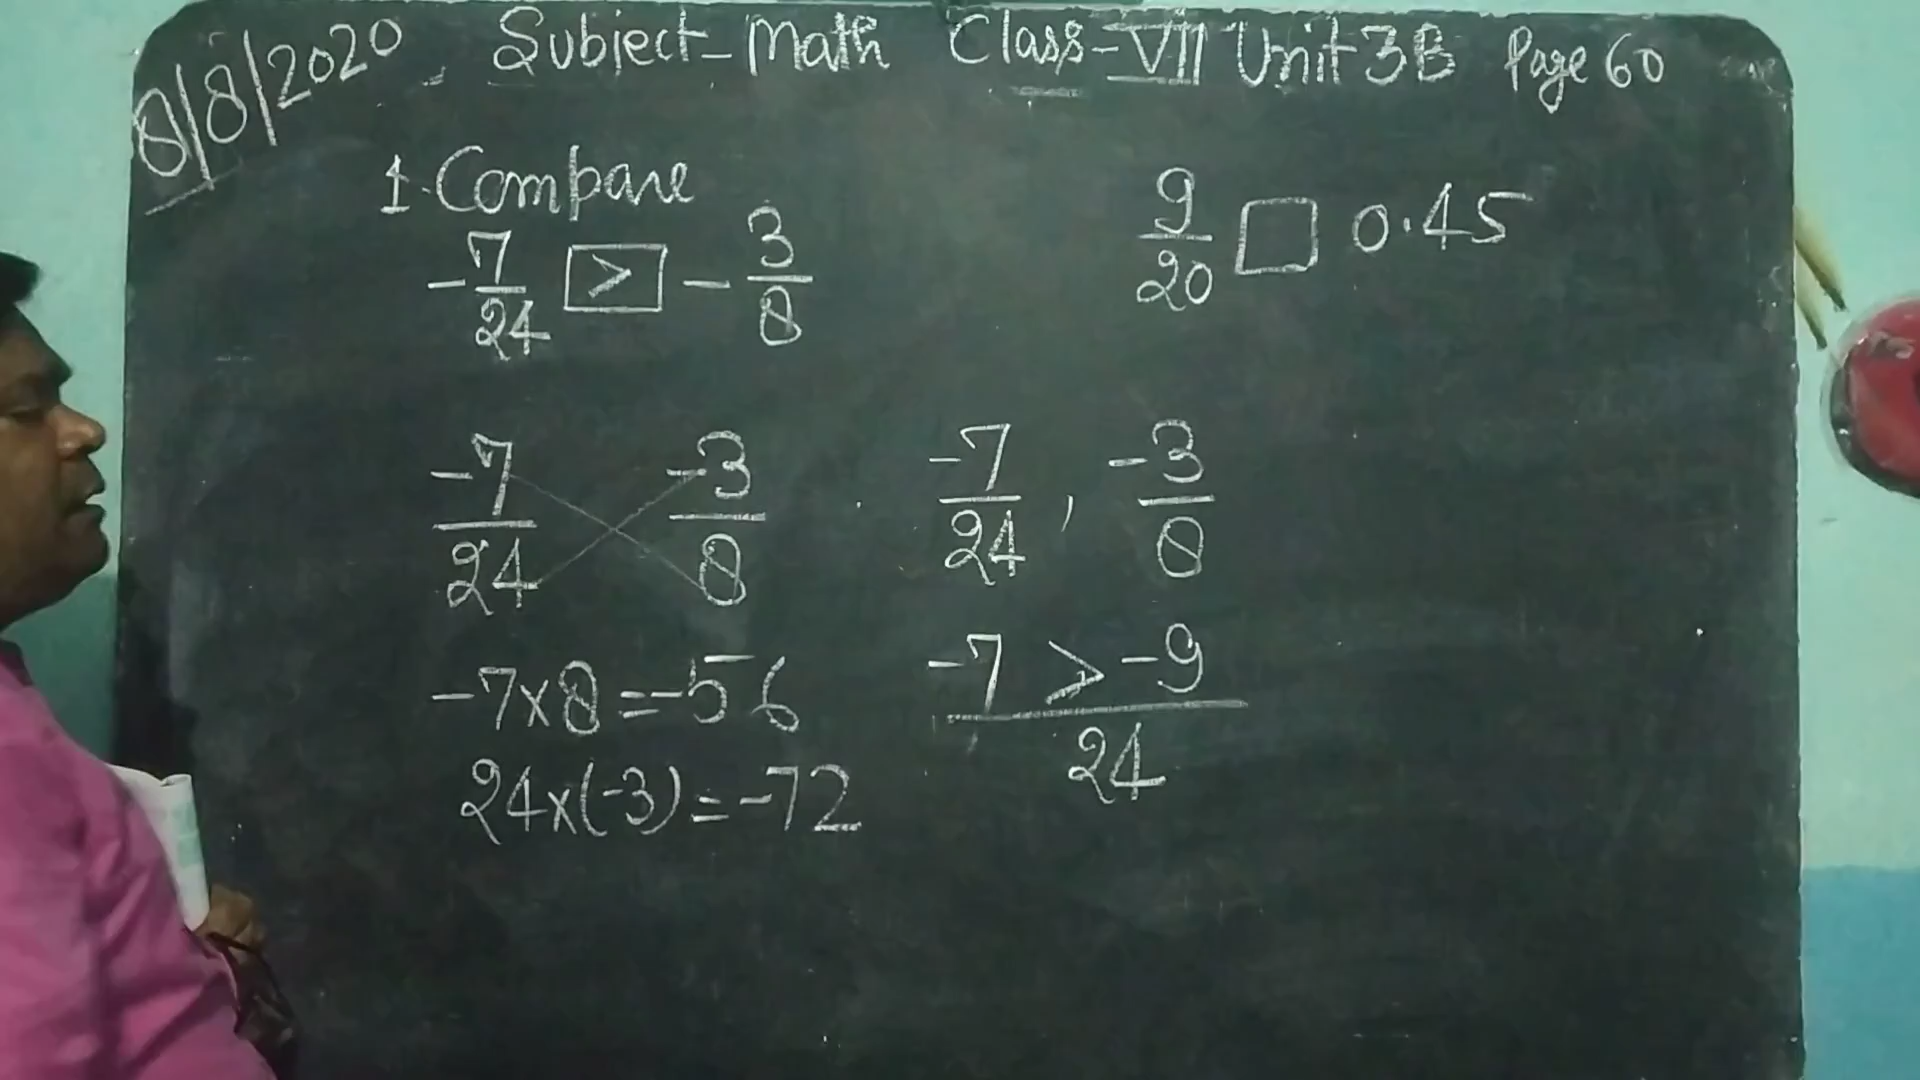 8/8/2020 Subject-Math Class-VII Unit 3B Page 60
1. Compare
-7/24 > -3/8
9/20 □ 0.45
-7/24 -3/8
-7/24 , -3/8
-7×8=-56
24×(-3)=-72
-7 > -9
24